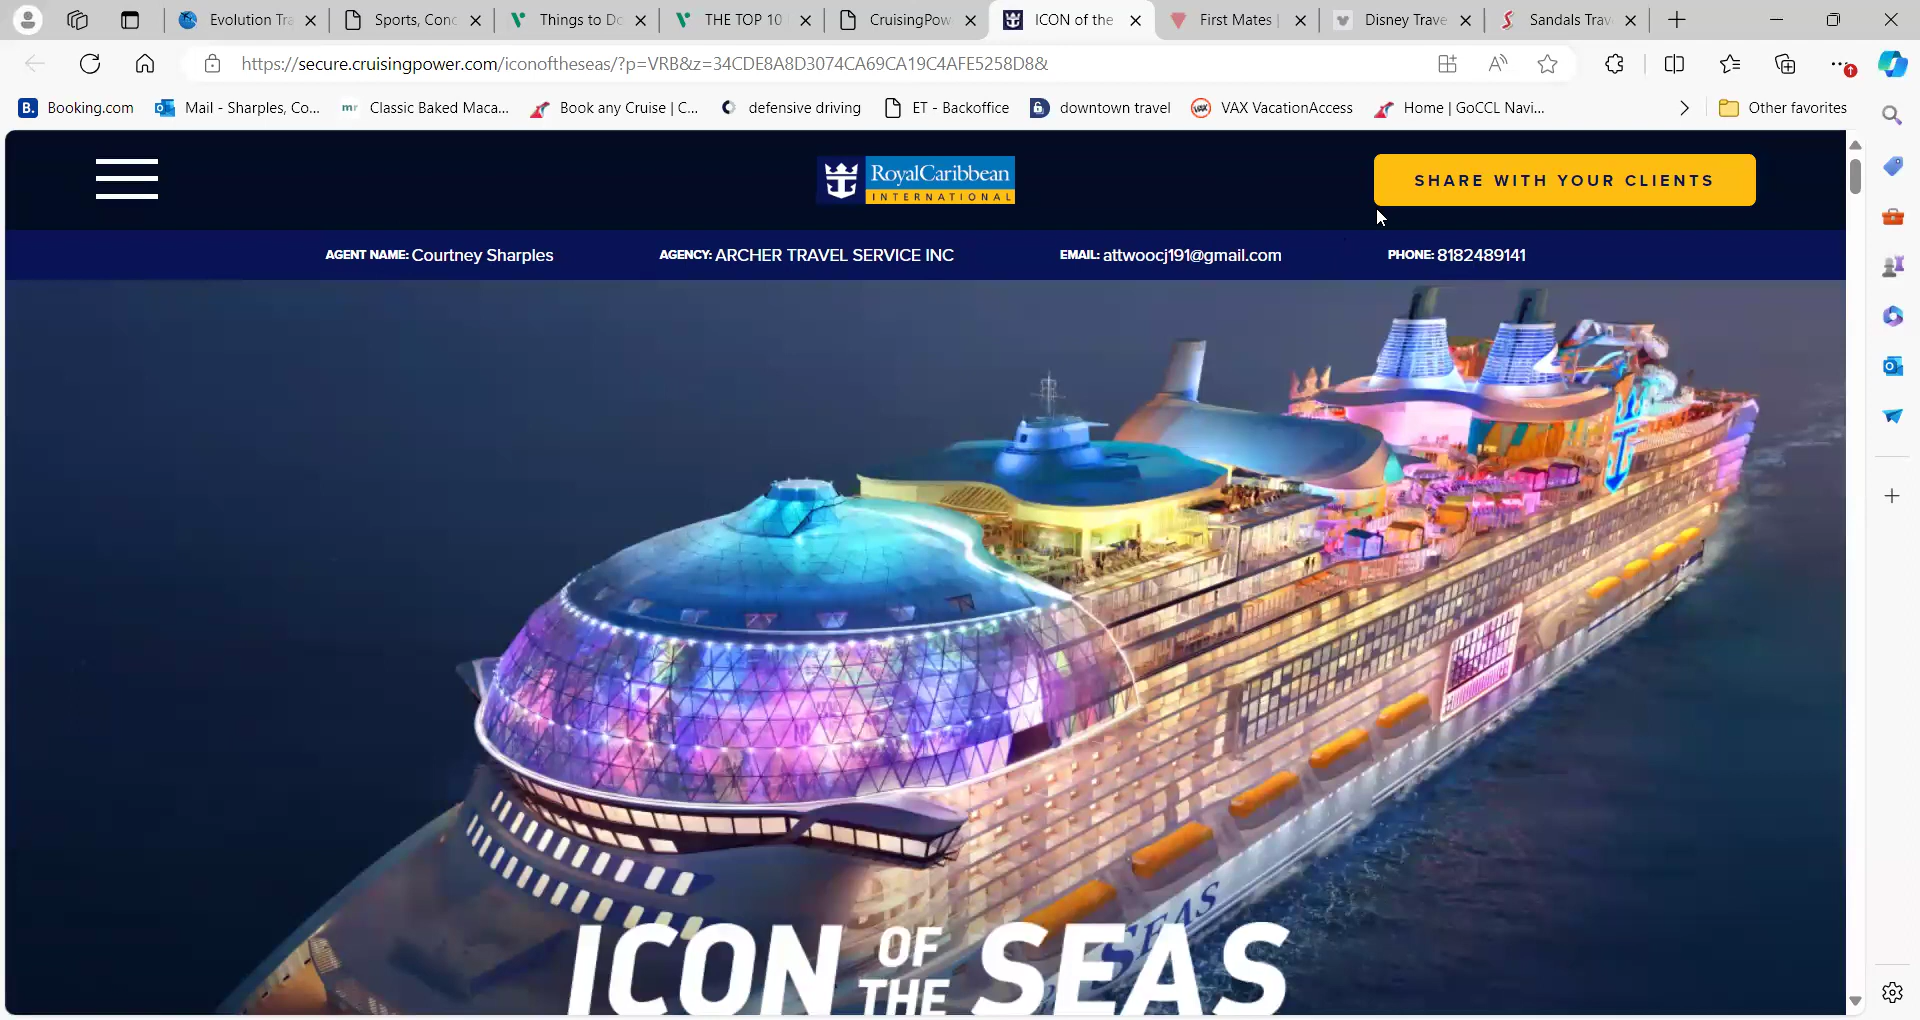 Evolution Tra
Sports, Conc
Things to Do
THE TOP 10
CruisingPow
ICON of the
First Mates |
Disney Trave
Sandals Trav
https://secure.cruisingpower.com/iconoftheseas/?p=VRB&z=34CDE8A8D3074CA69CA19C4AFE5258D8&
B. Booking.com
Mail - Sharples, Co...
mr Classic Baked Maca...
Book any Cruise | C...
defensive driving
ET - Backoffice
downtown travel
VAX VacationAccess
Home | GoCCL Navi...
Other favorites
RoyalCaribbean
INTERNATIONAL
SHARE WITH YOUR CLIENTS
AGENT NAME: Courtney Sharples
AGENCY: ARCHER TRAVEL SERVICE INC
EMAIL: attwoocj191@gmail.com
PHONE: 8182489141
SEAS
ICON OF THE SEAS